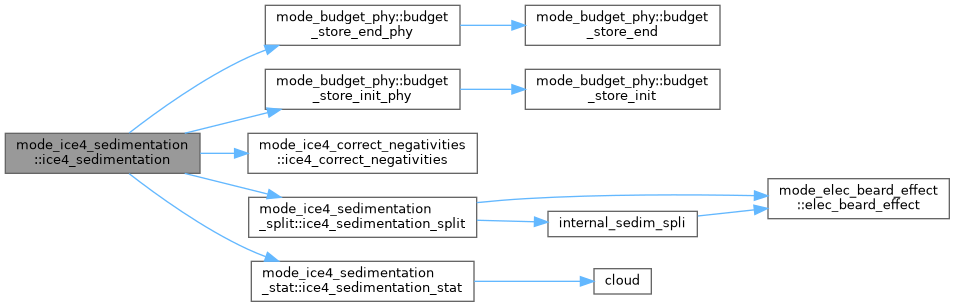 mode_budget_phy::budget
_store_end_phy
mode_budget_phy::budget
_store_end
mode_budget_phy::budget
_store_init_phy
mode_budget_phy::budget
_store_init
mode_ice4_sedimentation
::ice4_sedimentation
mode_ice4_correct_negativities
::ice4_correct_negativities
mode_ice4_sedimentation
_split::ice4_sedimentation_split
internal_sedim_spli
mode_elec_beard_effect
::elec_beard_effect
mode_ice4_sedimentation
_stat::ice4_sedimentation_stat
cloud